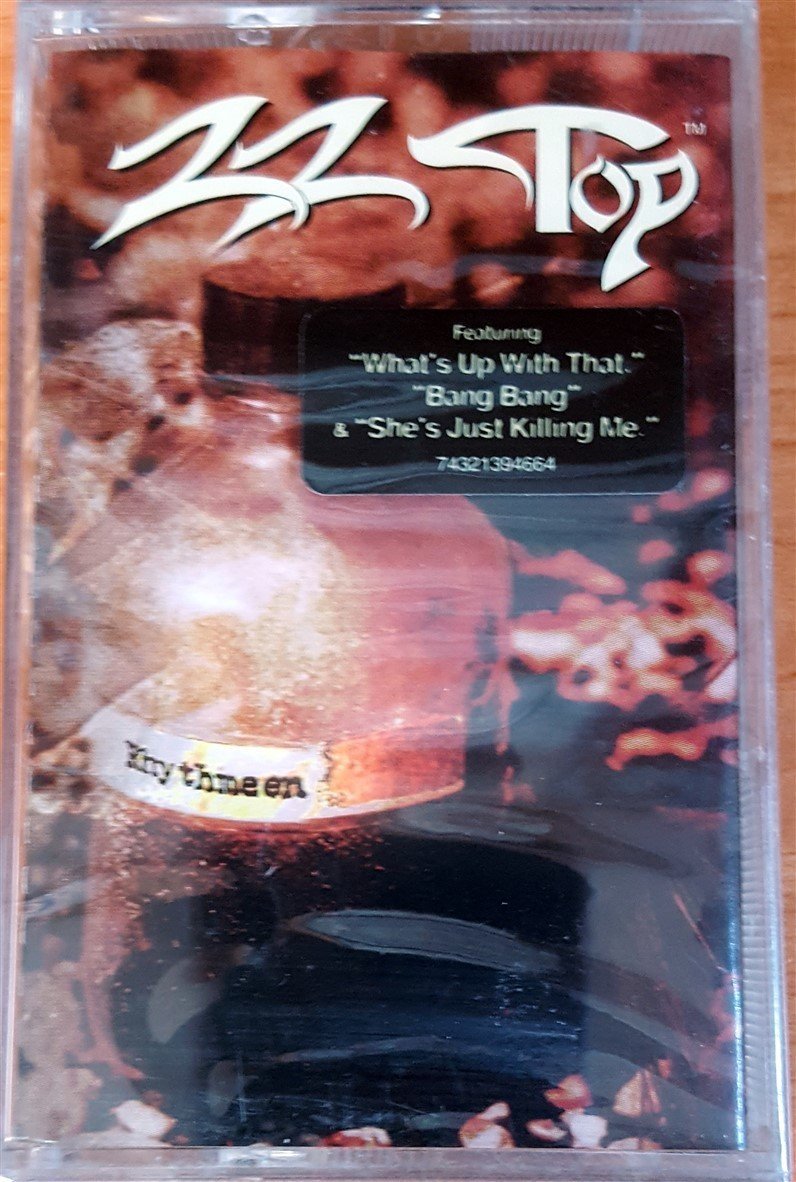 ZZ Top™
Featuring
"What's Up With That."
"Bang Bang"
& "She's Just Killing Me."
74321394664
Rhythmeen